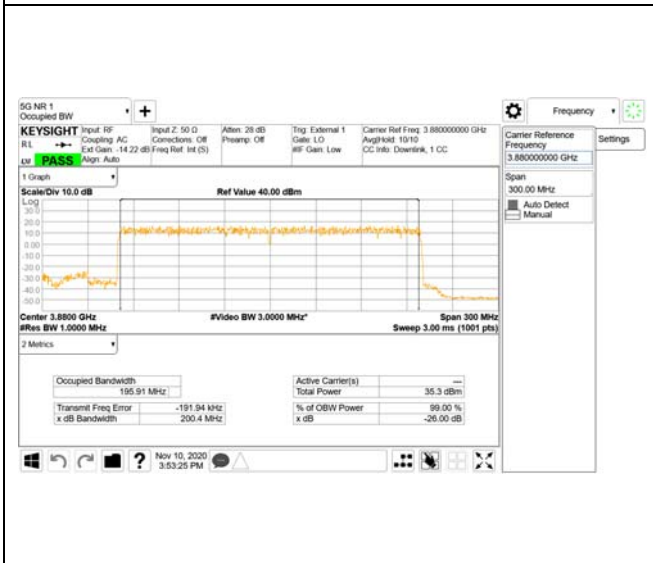 5G NR 1
Occupied BW
+
Frequency
KEYSIGHT Input: RF
Input Z: 50 Ω
Atten: 28 dB
Trig: External 1
Carrier Ref Freq: 3.880000000 GHz
RL
Coupling: AC
Corrections: Off
Preamp: Off
Gate: LO
Avg|Hold: 10/10
Ext Gain: -14.22 dB
Freq Ref: Int (S)
#IF Gain: Low
CC Info: Downlink, 1 CC
PASS
Align: Auto
Carrier Reference
Frequency
3.880000000 GHz
Settings
Span
300.00 MHz
Auto Detect
Manual
1 Graph
Scale/Div 10.0 dB
Ref Value 40.00 dBm
Log
30.0
20.0
10.0
0.00
-10.0
-20.0
-30.0
-40.0
-50.0
Center 3.8800 GHz
#Video BW 3.0000 MHz*
Span 300 MHz
#Res BW 1.0000 MHz
Sweep 3.00 ms (1001 pts)
2 Metrics
Occupied Bandwidth
195.91 MHz
Transmit Freq Error -191.94 kHz
x dB Bandwidth 200.4 MHz
Active Carrier(s) ---
Total Power 35.3 dBm
% of OBW Power 99.00 %
x dB -26.00 dB
?
Nov 10, 2020
3:53:25 PM